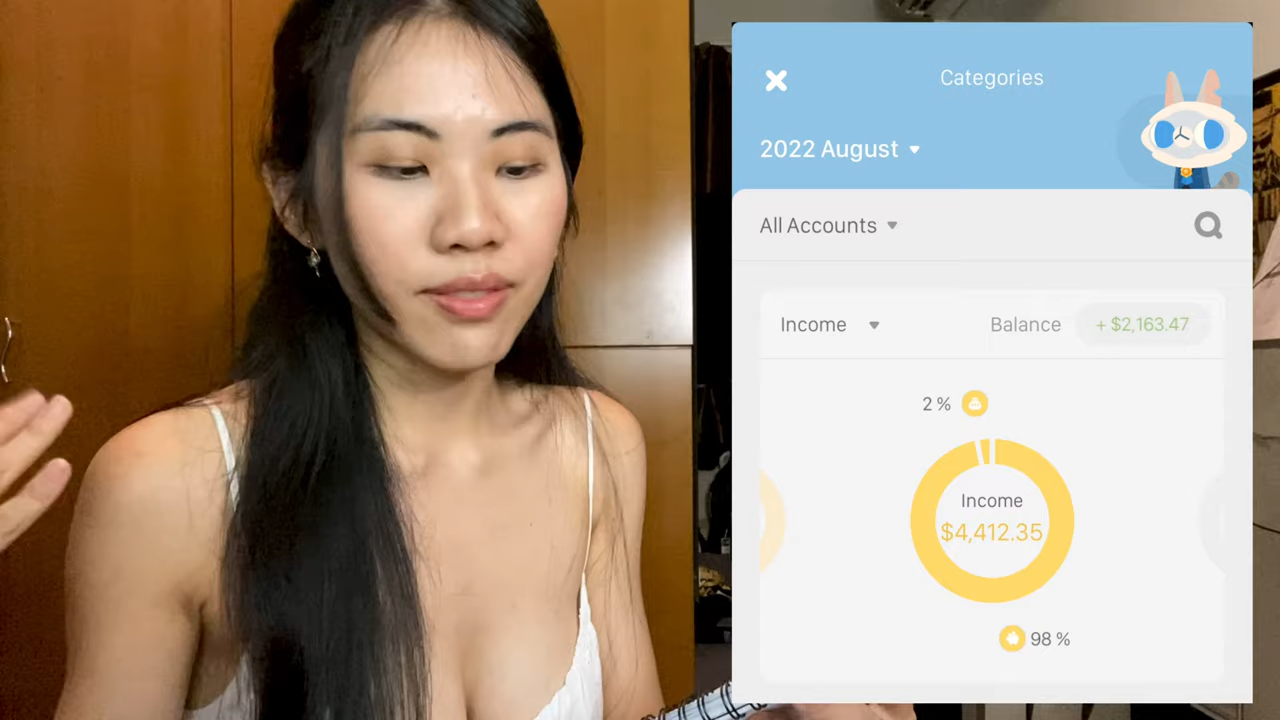 Categories
2022 August
All Accounts
Income
Balance
+ $2,163.47
2 %
Income
$4,412.35
98 %